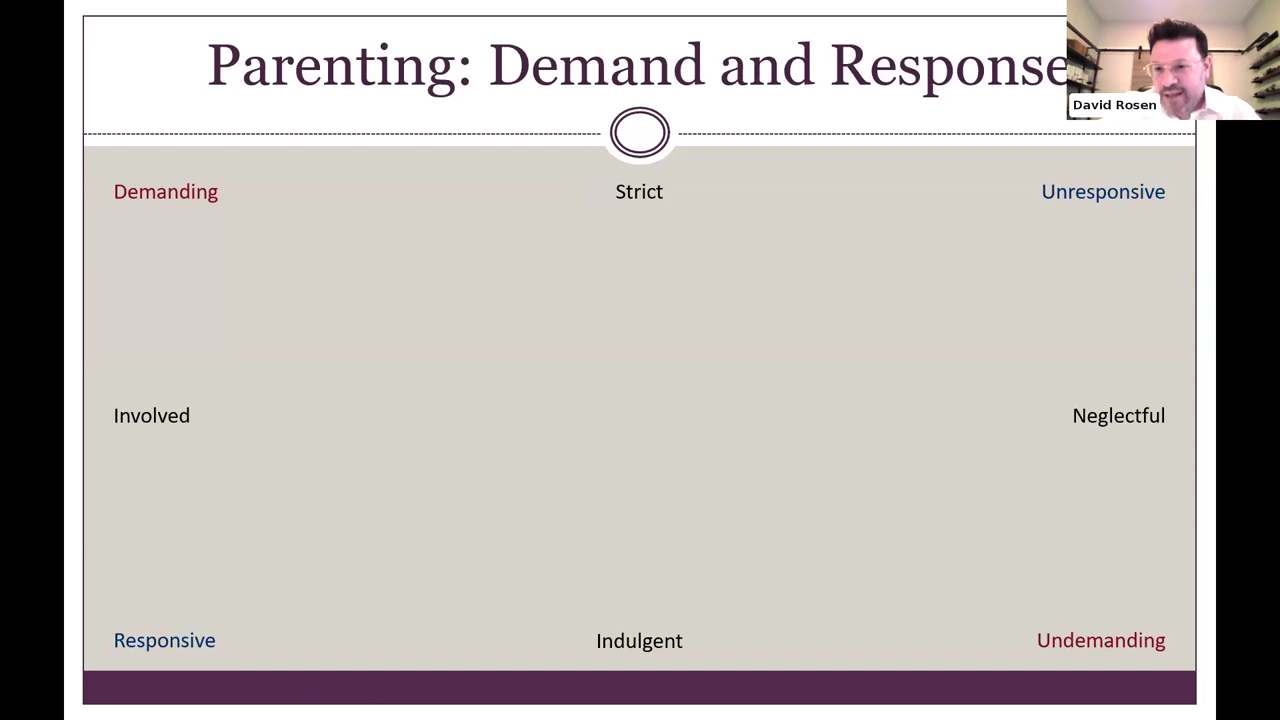 Parenting: Demand and Response
David Rosen
Demanding
Strict
Unresponsive
Involved
Neglectful
Responsive
Indulgent
Undemanding